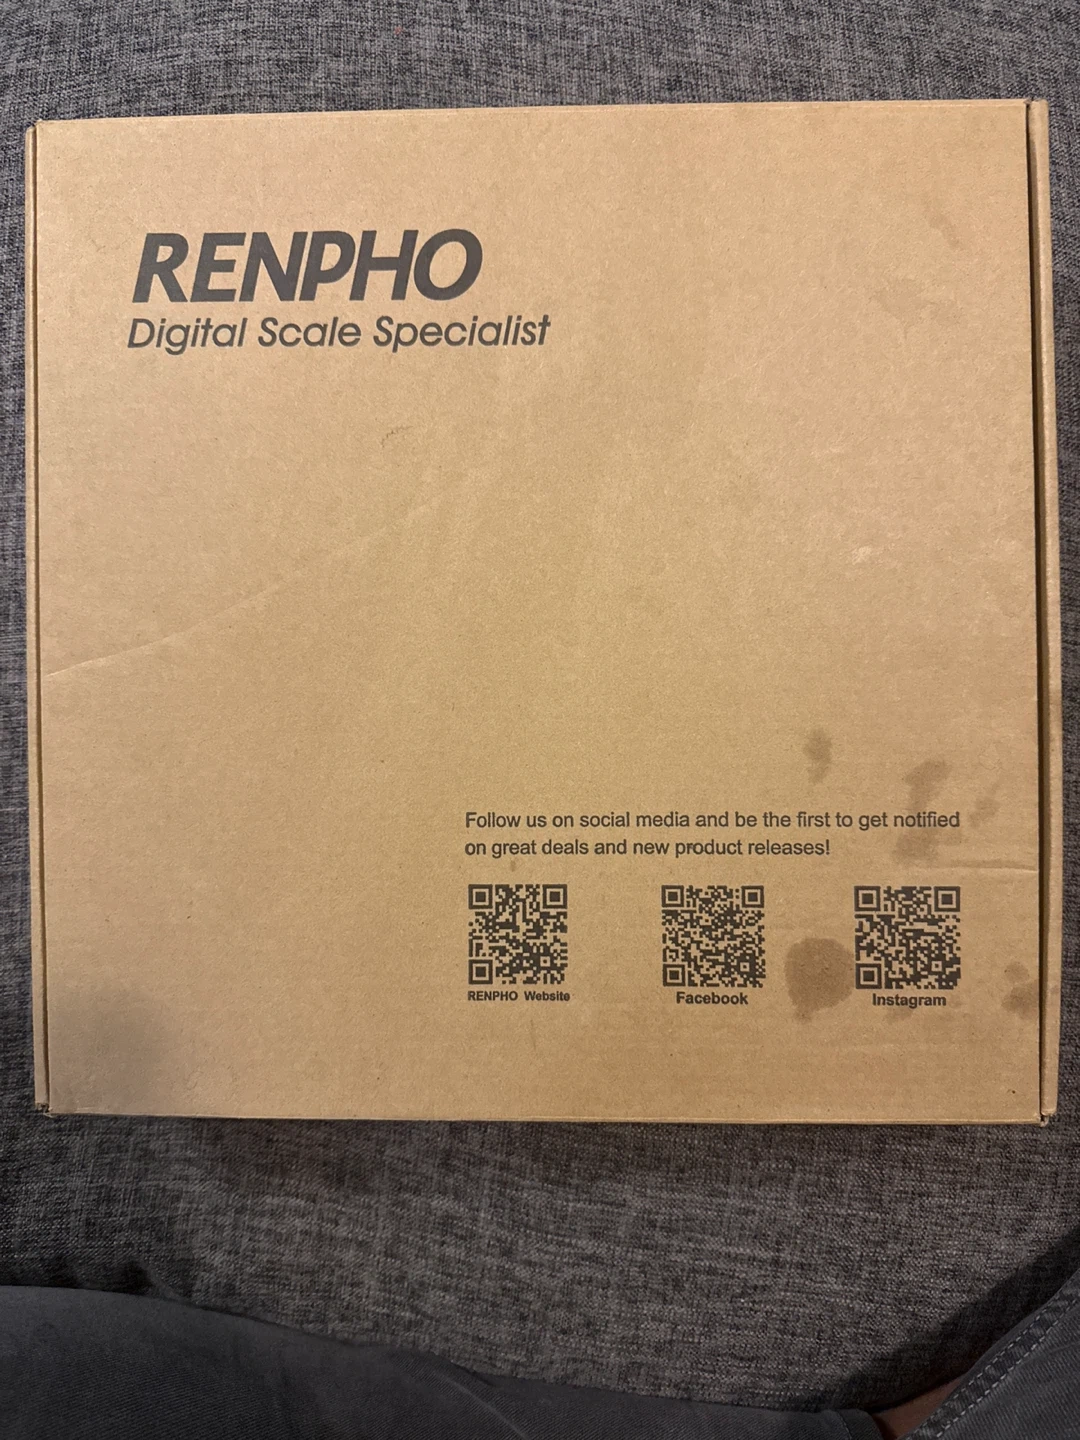 RENPHO
Digital Scale Specialist
Follow us on social media and be the first to get notified
on great deals and new product releases!
RENPHO Website
Facebook
Instagram